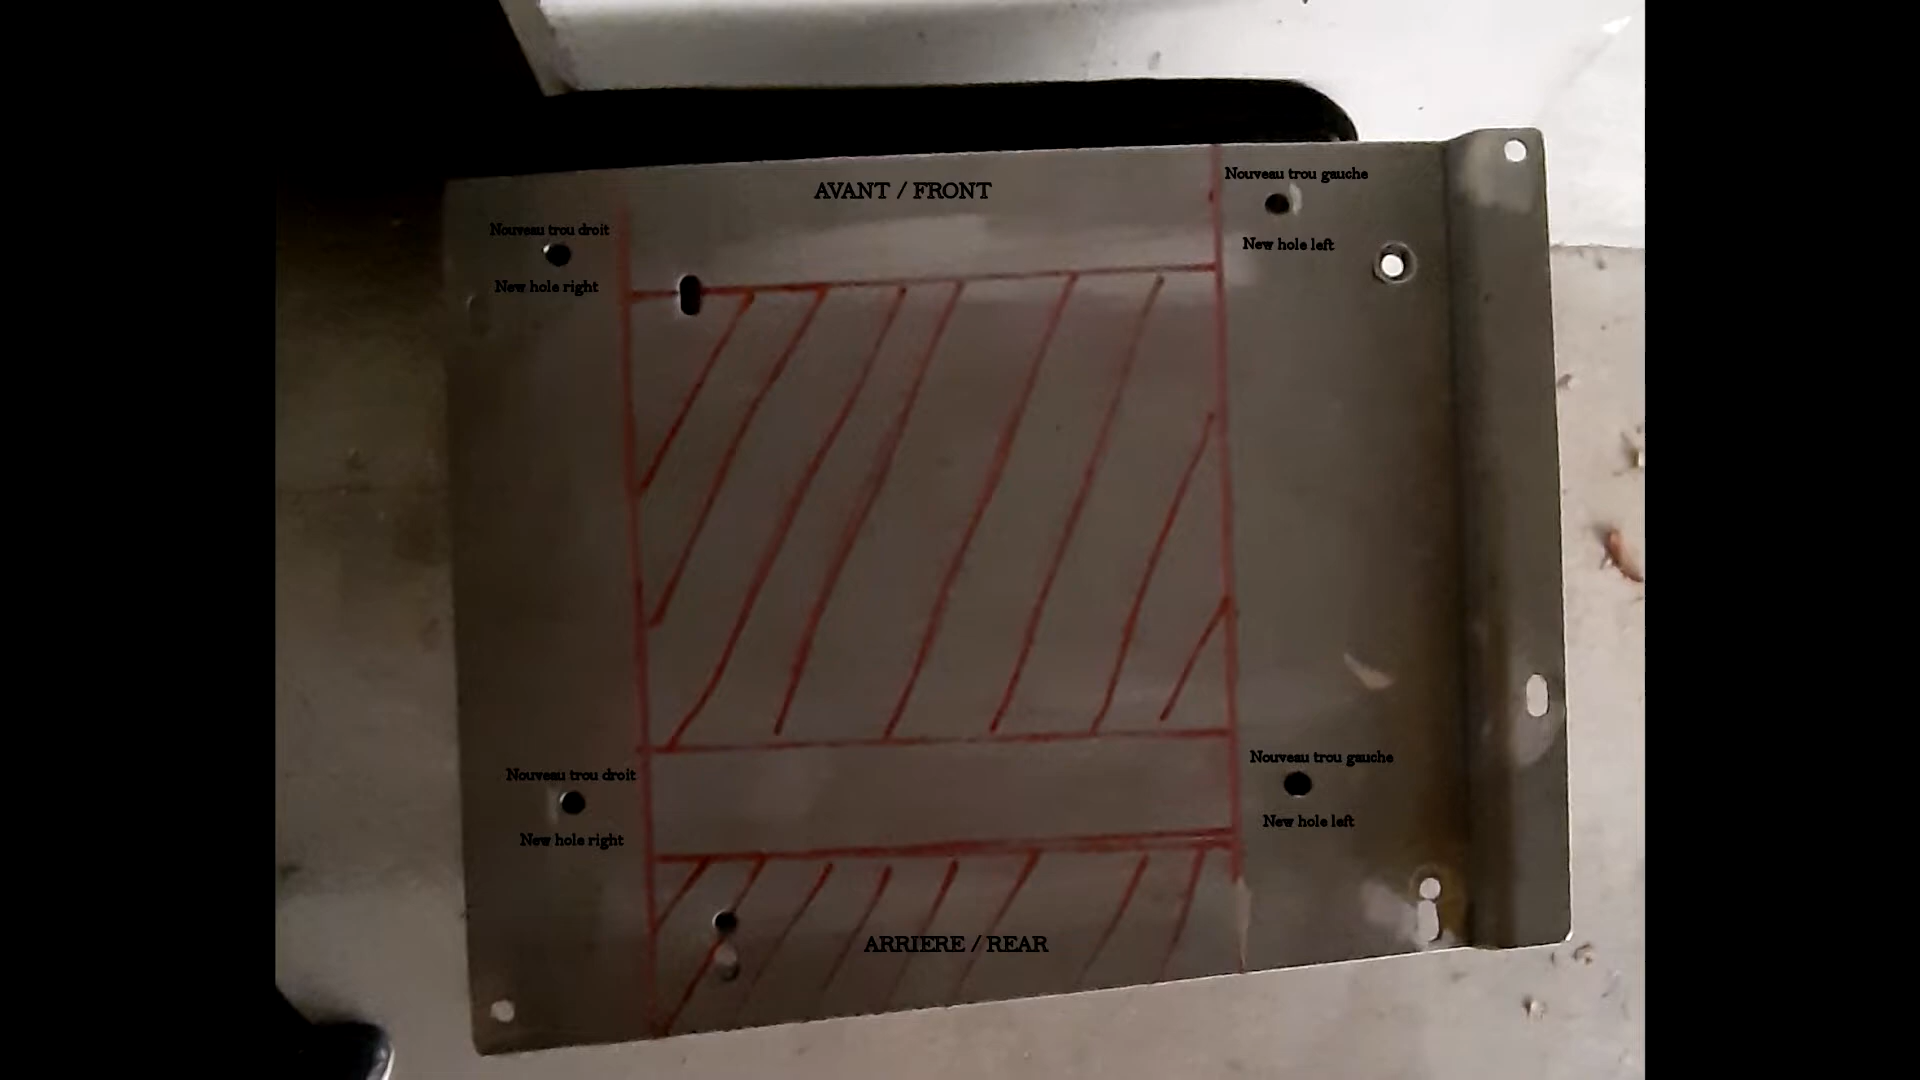 AVANT / FRONT
Nouveau trou gauche
New hole left
Nouveau trou droit
New hole right
Nouveau trou droit
New hole right
Nouveau trou gauche
New hole left
ARRIERE / REAR